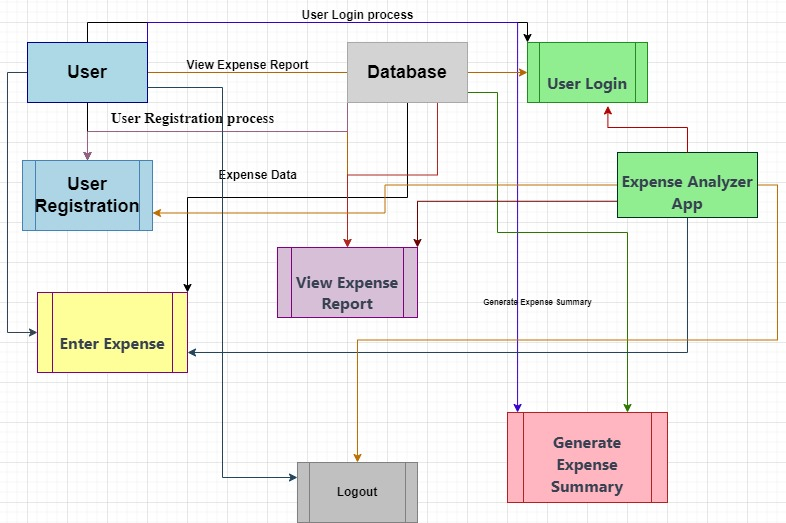 User Login process
User
View Expense Report
Database
User Login
User Registration process
Expense Data
User
Registration
Expense Analyzer
App
View Expense
Report
Generate Expense Summary
Enter Expense
Generate
Expense
Summary
Logout